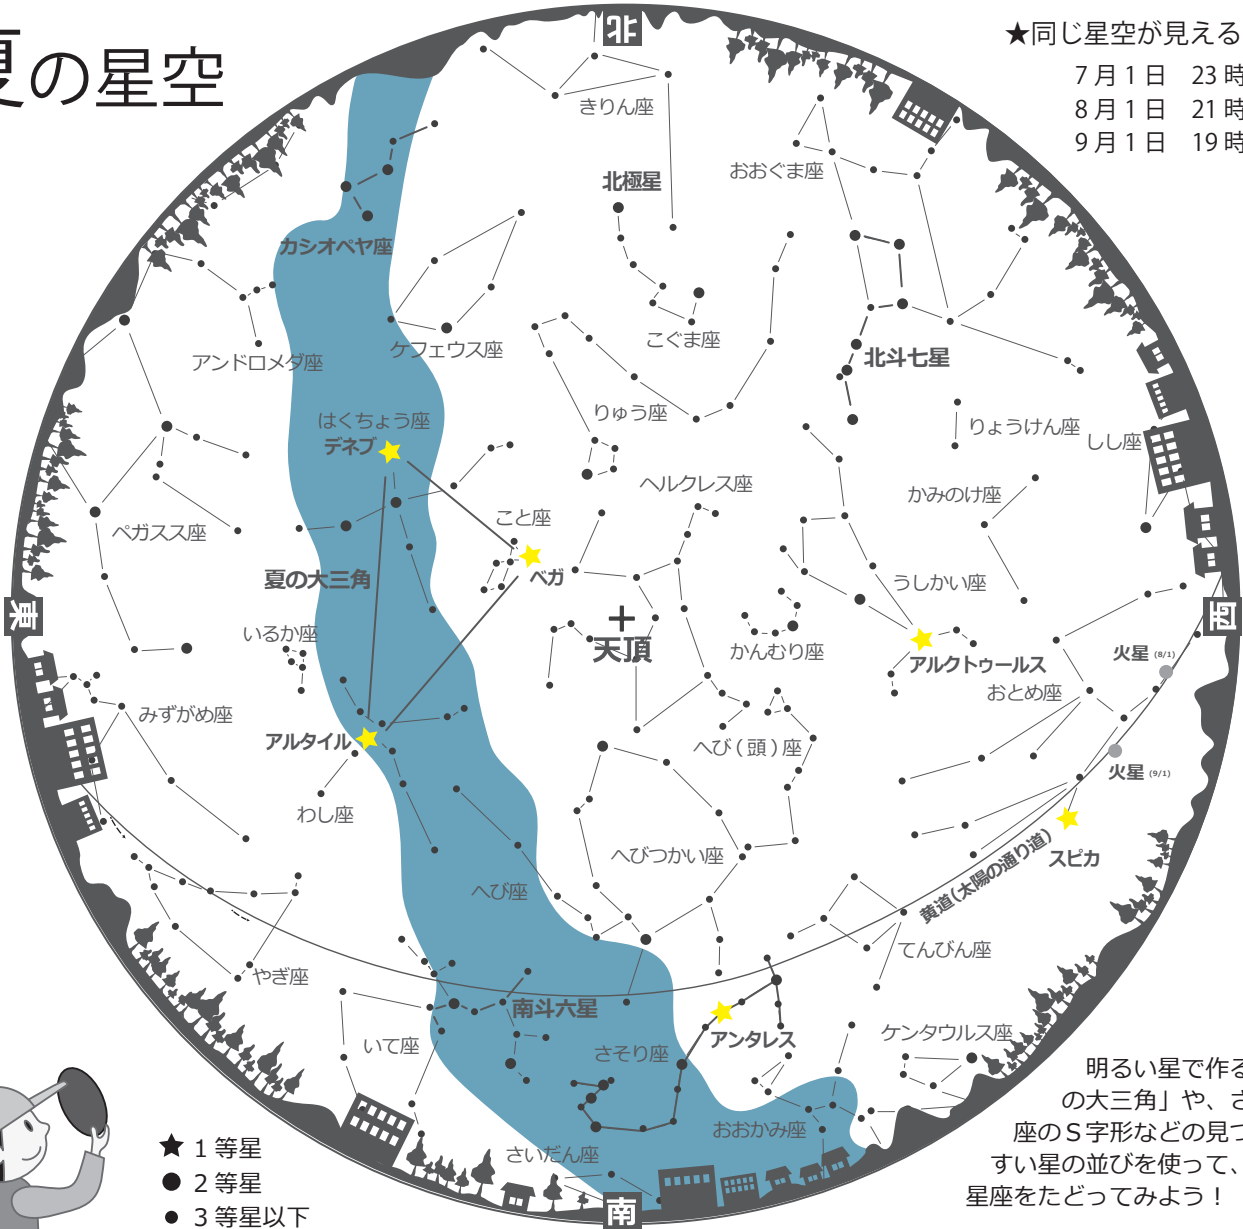 夏の星空
★同じ星空が見える
7月1日　23時
8月1日　21時
9月1日　19時
北
きりん座
おおぐま座
北極星
カシオペヤ座
こぐま座
ケフェウス座
アンドロメダ座
北斗七星
りゅう座
りょうけん座
しし座
はくちょう座
デネブ
ヘルクレス座
かみのけ座
こと座
ペガスス座
ベガ
夏の大三角
うしかい座
東
西
天頂
いるか座
かんむり座
アルクトゥールス
火星 (8/1)
おとめ座
みずがめ座
アルタイル
へび(頭)座
火星 (9/1)
わし座
スピカ
へびつかい座
黄道(太陽の通り道)
へび座
てんびん座
やぎ座
南斗六星
アンタレス
ケンタウルス座
いて座
さそり座
おおかみ座
さいだん座
南
★ 1等星
● 2等星
● 3等星以下
明るい星で作る
の大三角」や、さ
座のS字形などの見つ
すい星の並びを使って、
星座をたどってみよう！